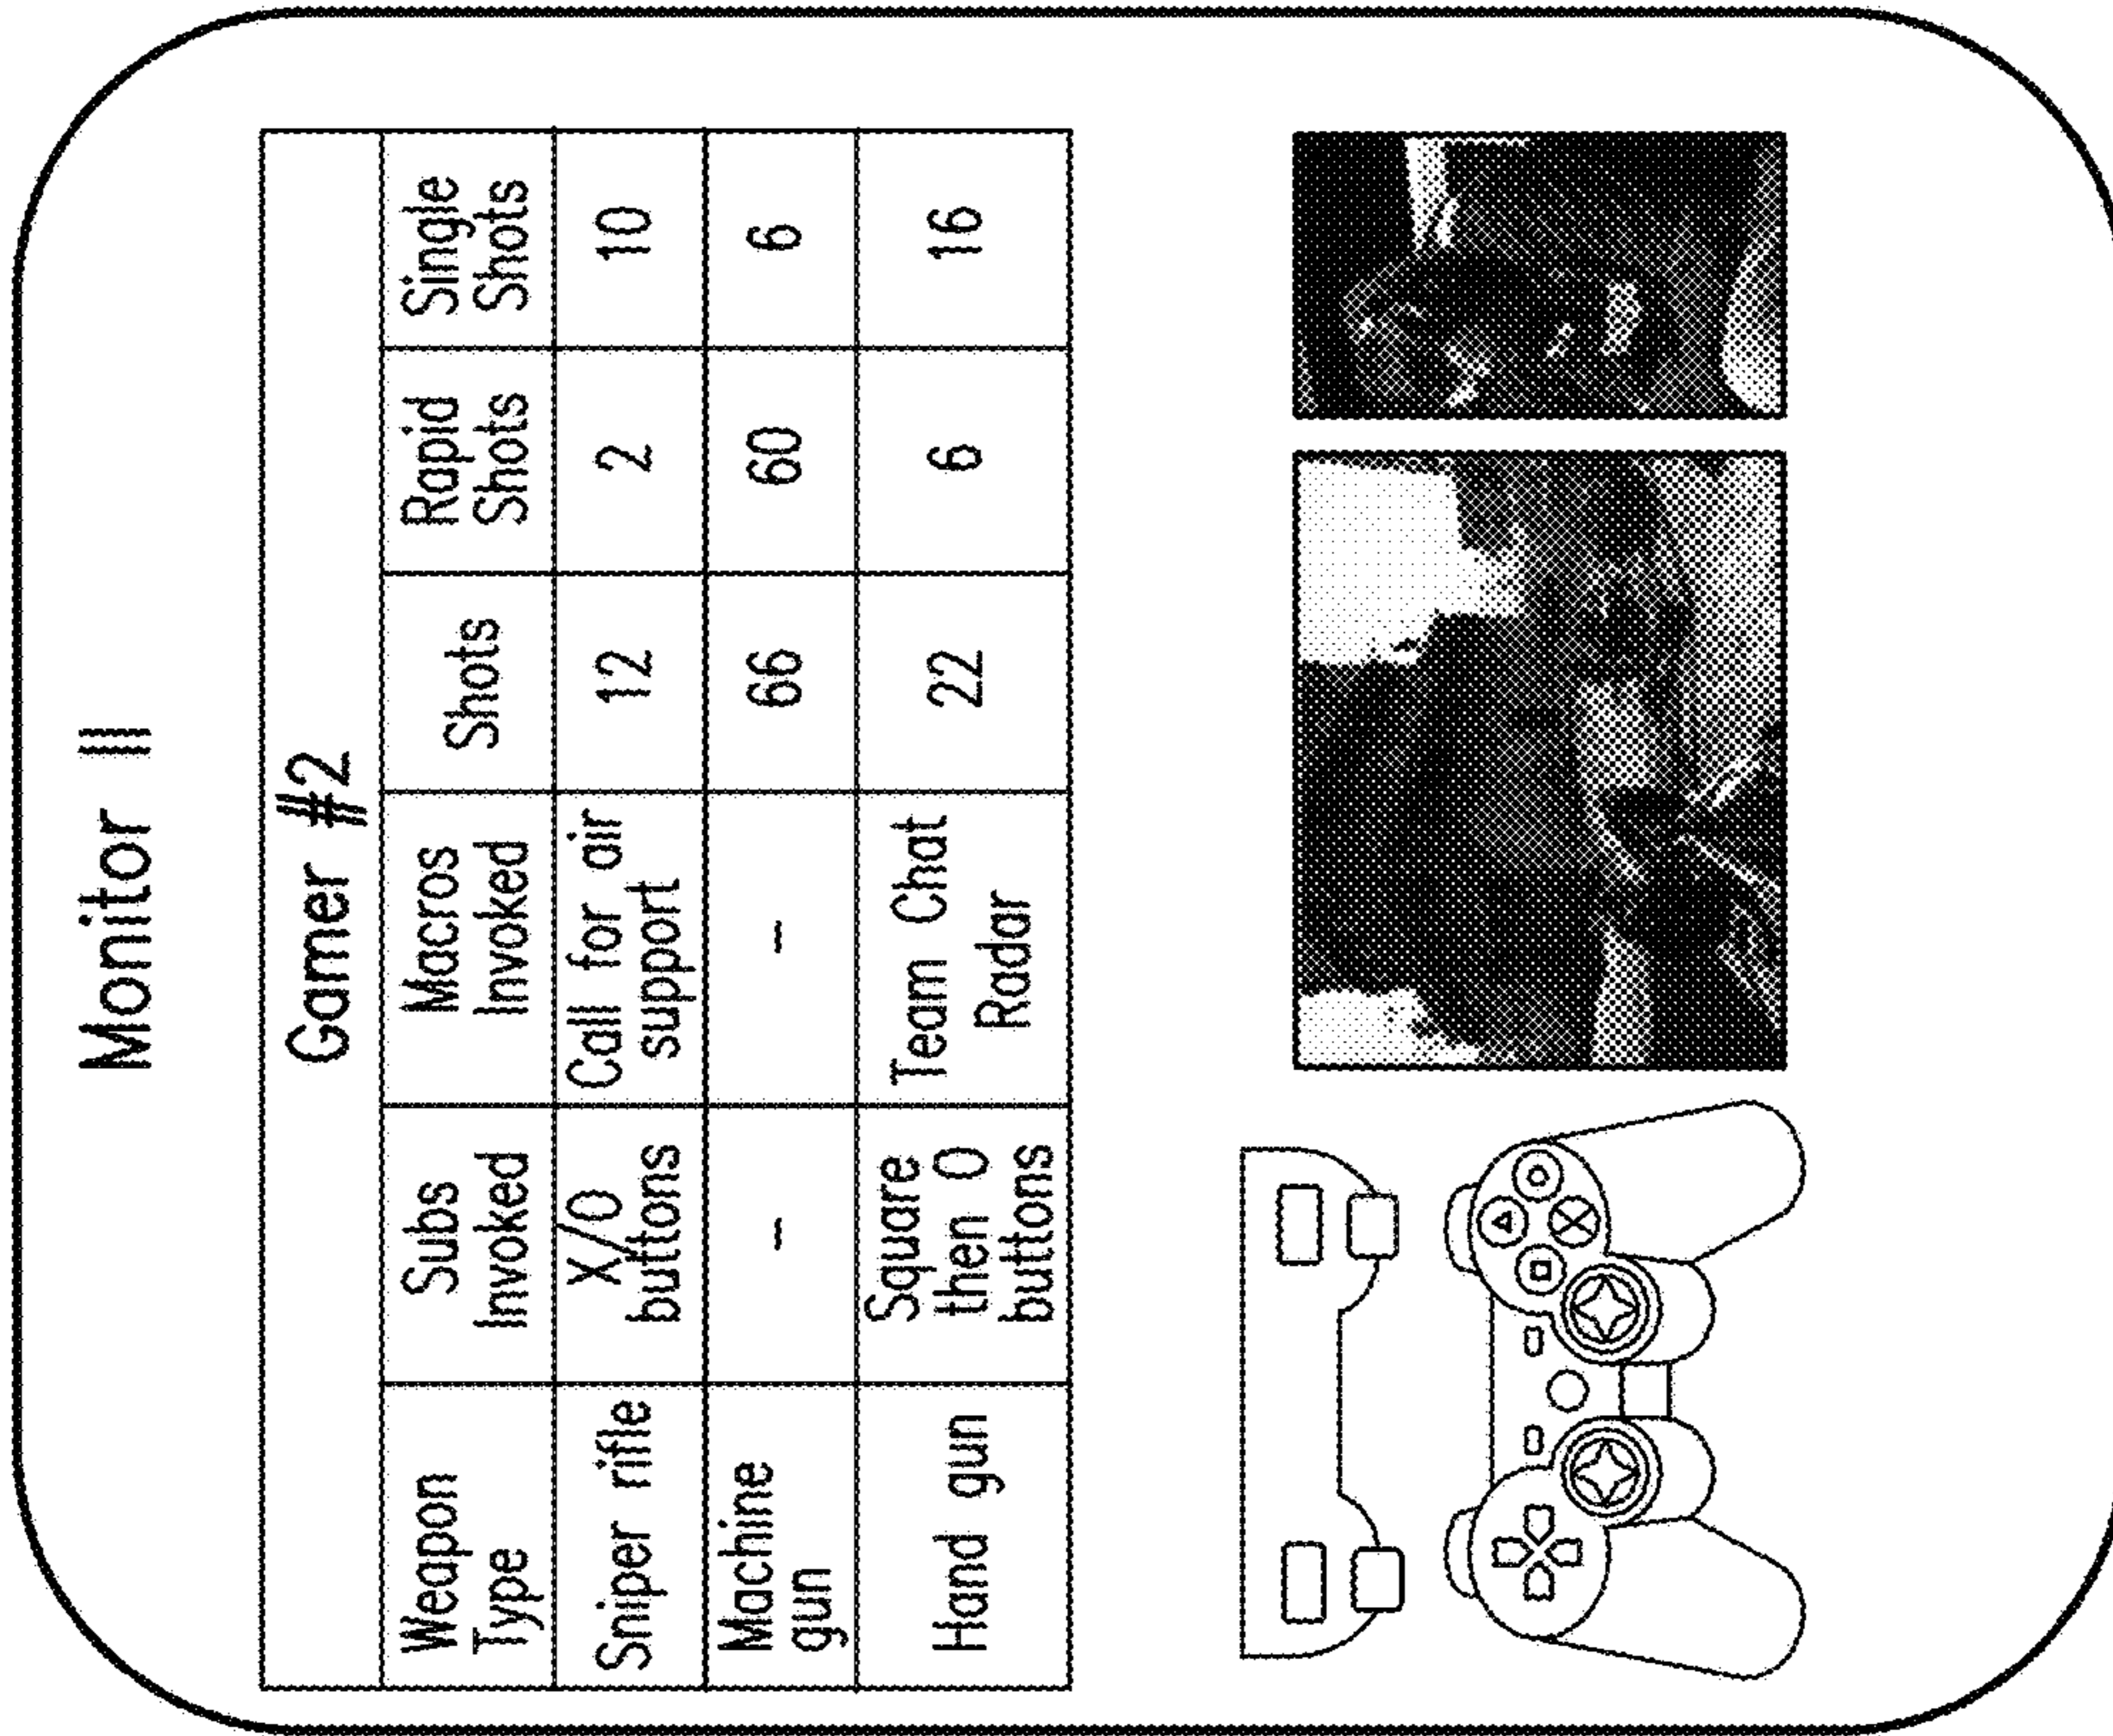 Monitor II
Gamer #2
Weapon Type
Subs Invoked
Macros Invoked
Shots
Rapid Shots
Single Shots
Sniper rifle
X/O buttons
Call for air support
12
2
10
Machine gun
-
-
66
60
6
Hand gun
Square then O buttons
Team Chat Radar
22
6
16